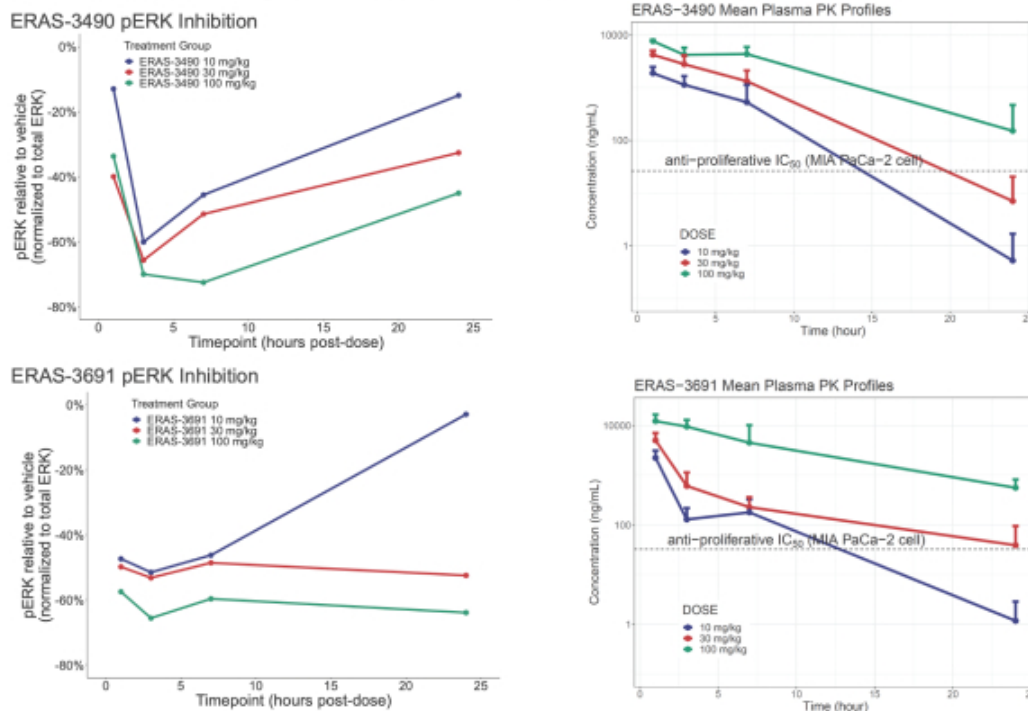 ERAS-3490 pERK Inhibition
0%
-20%
-40%
-60%
-80%
pERK relative to vehicle
(normalized to total ERK)
Treatment Group
ERAS-3490 10 mg/kg
ERAS-3490 30 mg/kg
ERAS-3490 100 mg/kg
0 5 10 15 20 25
Timepoint (hours post-dose)
ERAS−3490 Mean Plasma PK Profiles
10000
100
1
Concentration (ng/mL)
anti−proliferative IC₅₀ (MIA PaCa−2 cell)
DOSE
10 mg/kg
30 mg/kg
100 mg/kg
0 5 10 15 20 25
Time (hour)
ERAS-3691 pERK Inhibition
0%
-20%
-40%
-60%
-80%
pERK relative to vehicle
(normalized to total ERK)
Treatment Group
ERAS-3691 10 mg/kg
ERAS-3691 30 mg/kg
ERAS-3691 100 mg/kg
0 5 10 15 20 25
Timepoint (hours post-dose)
ERAS−3691 Mean Plasma PK Profiles
10000
100
1
Concentration (ng/mL)
anti−proliferative IC₅₀ (MIA PaCa−2 cell)
DOSE
10 mg/kg
30 mg/kg
100 mg/kg
0 5 10 15 20 25
Time (hour)